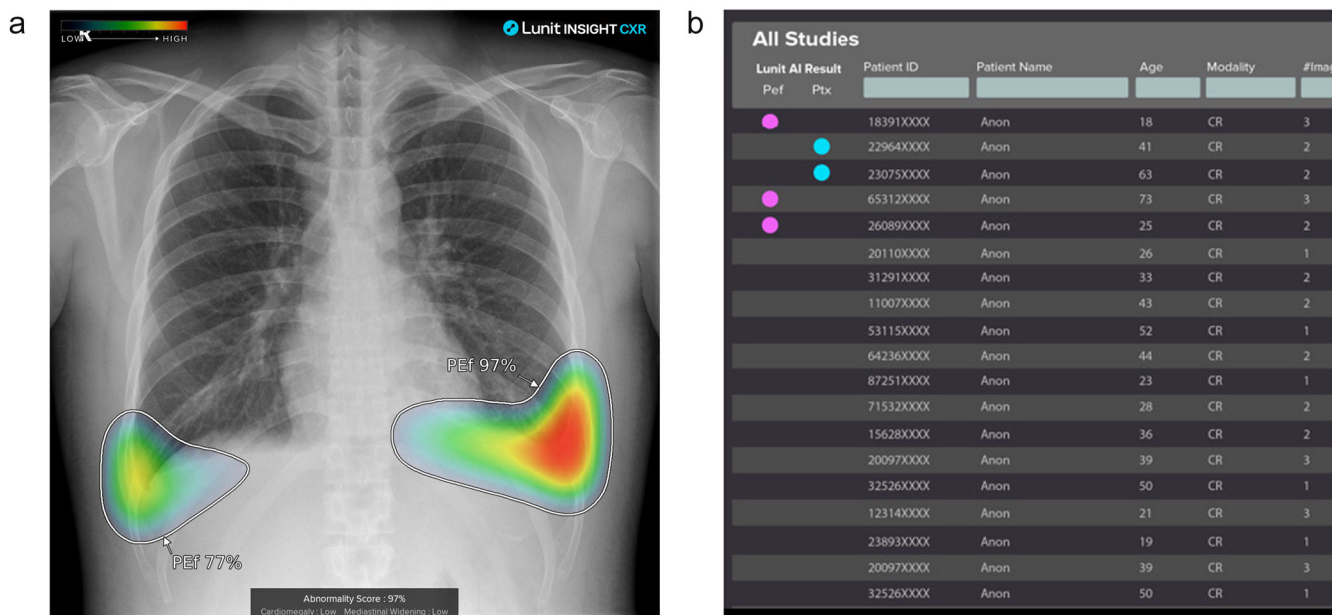 a
R
LOW HIGH
Lunit INSIGHT CXR
PEf 97%
PEf 77%
Abnormality Score : 97%
Cardiomegaly : Low Mediastinal Widening : Low
b
All Studies
Lunit AI Result Patient ID Patient Name Age Modality #Imag
Pef Ptx
18391XXXX Anon 18 CR 3
22964XXXX Anon 41 CR 2
23075XXXX Anon 63 CR 2
65312XXXX Anon 73 CR 3
26089XXXX Anon 25 CR 2
20110XXXX Anon 26 CR 1
31291XXXX Anon 33 CR 2
11007XXXX Anon 43 CR 2
53115XXXX Anon 52 CR 1
64236XXXX Anon 44 CR 2
87251XXXX Anon 23 CR 1
71532XXXX Anon 28 CR 2
15628XXXX Anon 36 CR 2
20097XXXX Anon 39 CR 3
32526XXXX Anon 50 CR 1
12314XXXX Anon 21 CR 3
23893XXXX Anon 19 CR 1
20097XXXX Anon 39 CR 3
32526XXXX Anon 50 CR 1